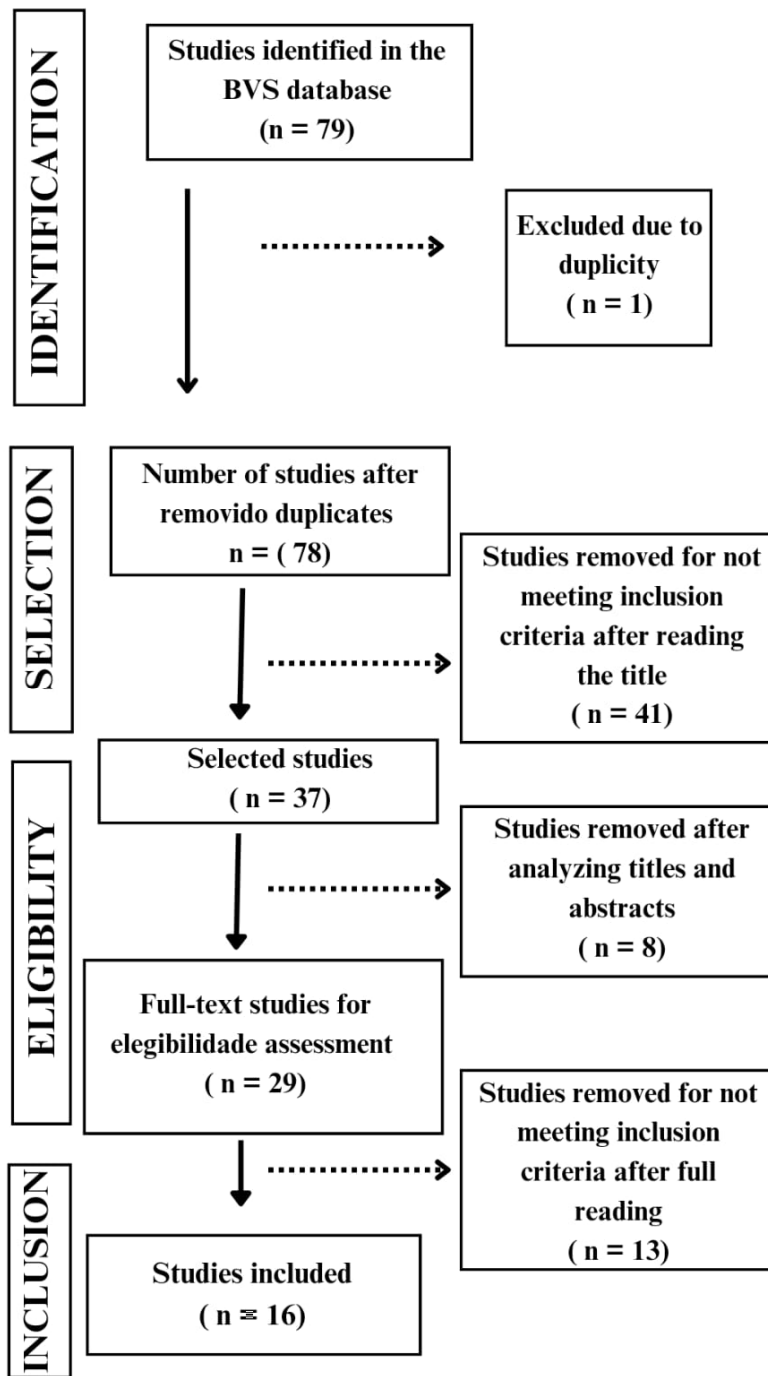 IDENTIFICATION
Studies identified in the
BVS database
(n = 79)
Excluded due to
duplicity
( n = 1)
SELECTION
Number of studies after
removido duplicates
n = ( 78)
Studies removed for not
meeting inclusion
criteria after reading
the title
( n = 41)
ELIGIBILITY
Selected studies
( n = 37)
Studies removed after
analyzing titles and
abstracts
( n = 8)
Full-text studies for
elegibilidade assessment
( n = 29)
Studies removed for not
meeting inclusion
criteria after full
reading
( n = 13)
INCLUSION
Studies included
( n = 16)